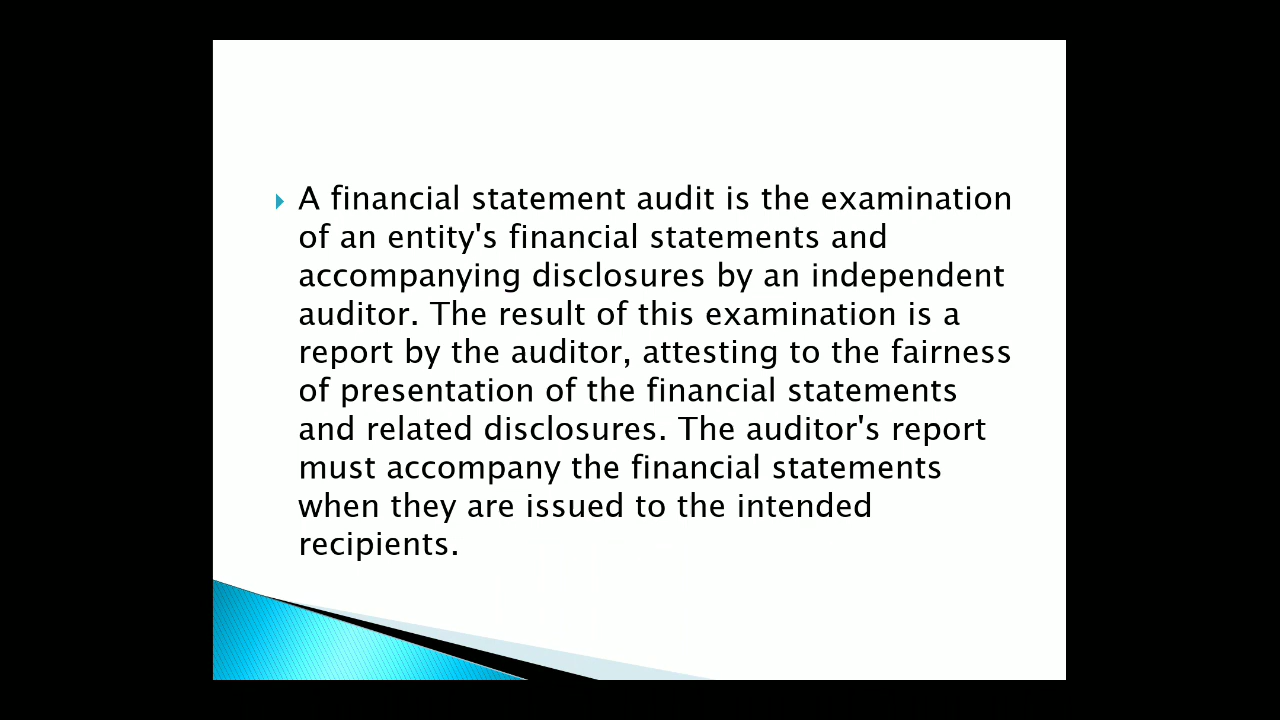 A financial statement audit is the examination
of an entity's financial statements and
accompanying disclosures by an independent
auditor. The result of this examination is a
report by the auditor, attesting to the fairness
of presentation of the financial statements
and related disclosures. The auditor's report
must accompany the financial statements
when they are issued to the intended
recipients.